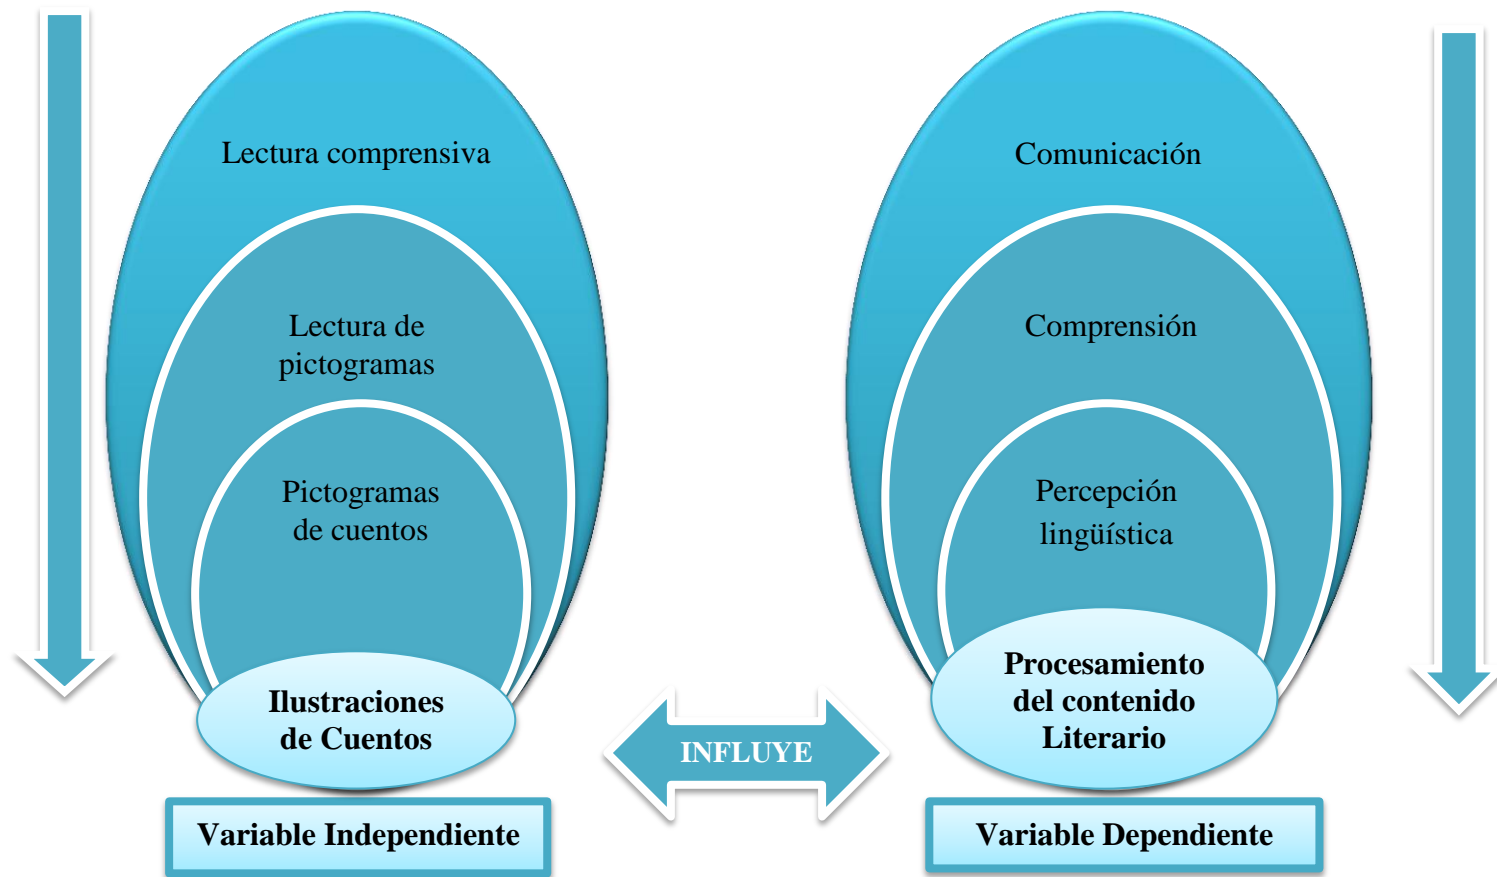 Lectura comprensiva
Lectura de
pictogramas
Pictogramas
de cuentos
Ilustraciones
de Cuentos
Variable Independiente
INFLUYE
Comunicación
Comprensión
Percepción
lingüística
Procesamiento
del contenido
Literario
Variable Dependiente